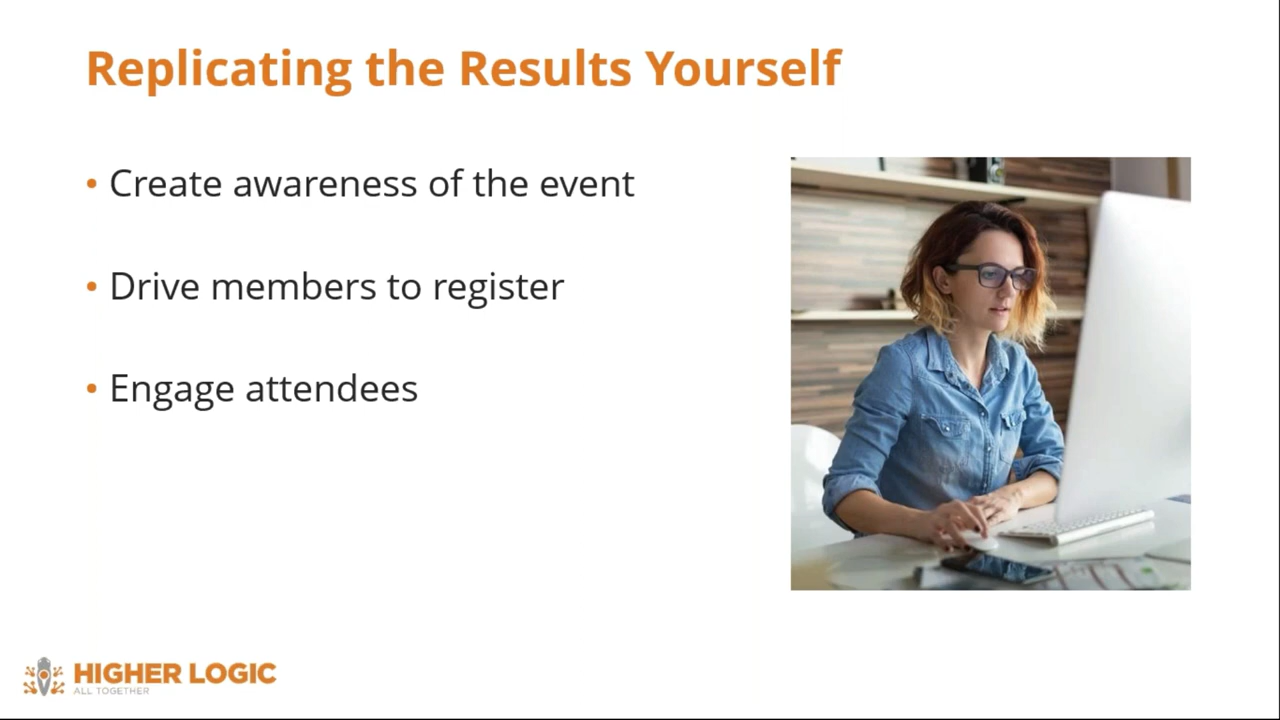 Replicating the Results Yourself
• Create awareness of the event
• Drive members to register
• Engage attendees
HIGHER LOGIC
ALL TOGETHER